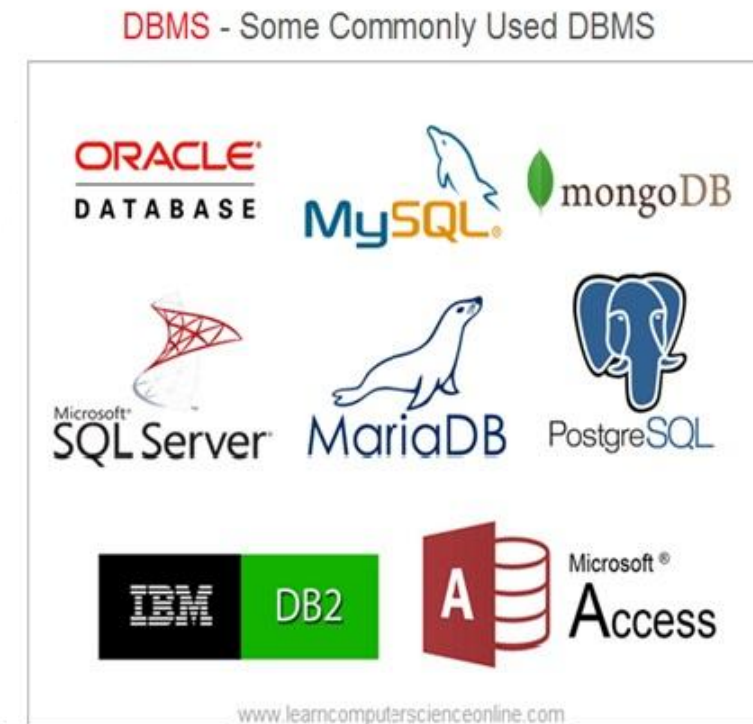 DBMS - Some Commonly Used DBMS
ORACLE®
DATABASE
MySQL®
mongoDB
Microsoft®
SQL Server®
™
MariaDB
PostgreSQL
IBM
DB2
A
Microsoft ®
Access
www.learncomputerscienceonline.com